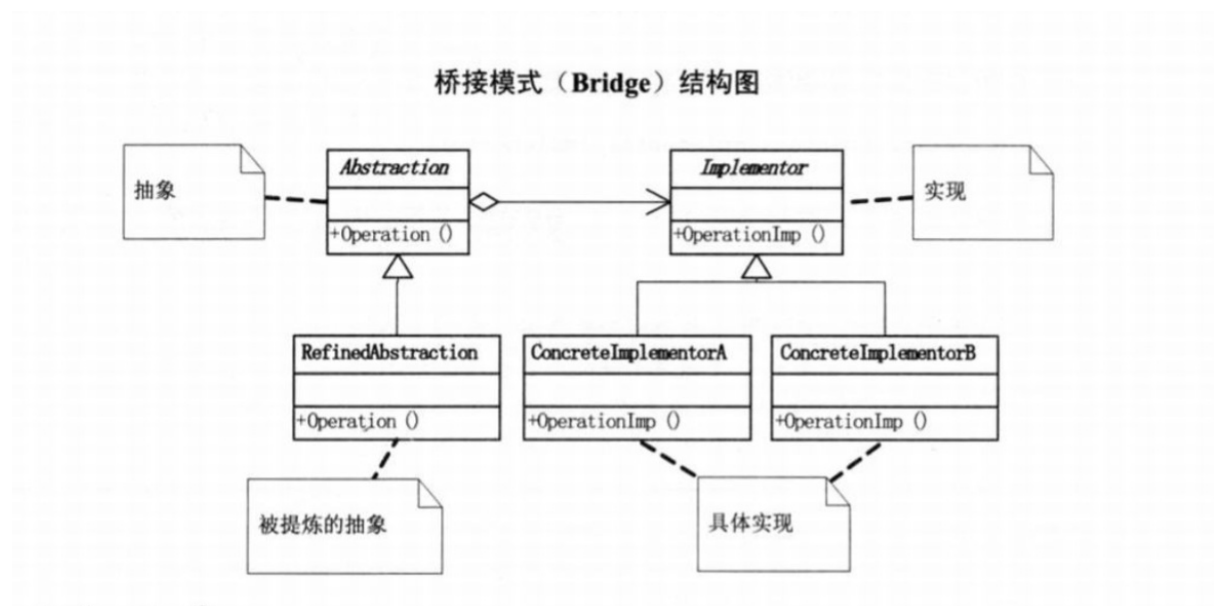 桥接模式（Bridge）结构图
抽象
Abstraction
+Operation ()
Implementor
+OperationImp ()
实现
RefinedAbstraction
+Operation ()
ConcreteImplementorA
+OperationImp ()
ConcreteImplementorB
+OperationImp ()
被提炼的抽象
具体实现